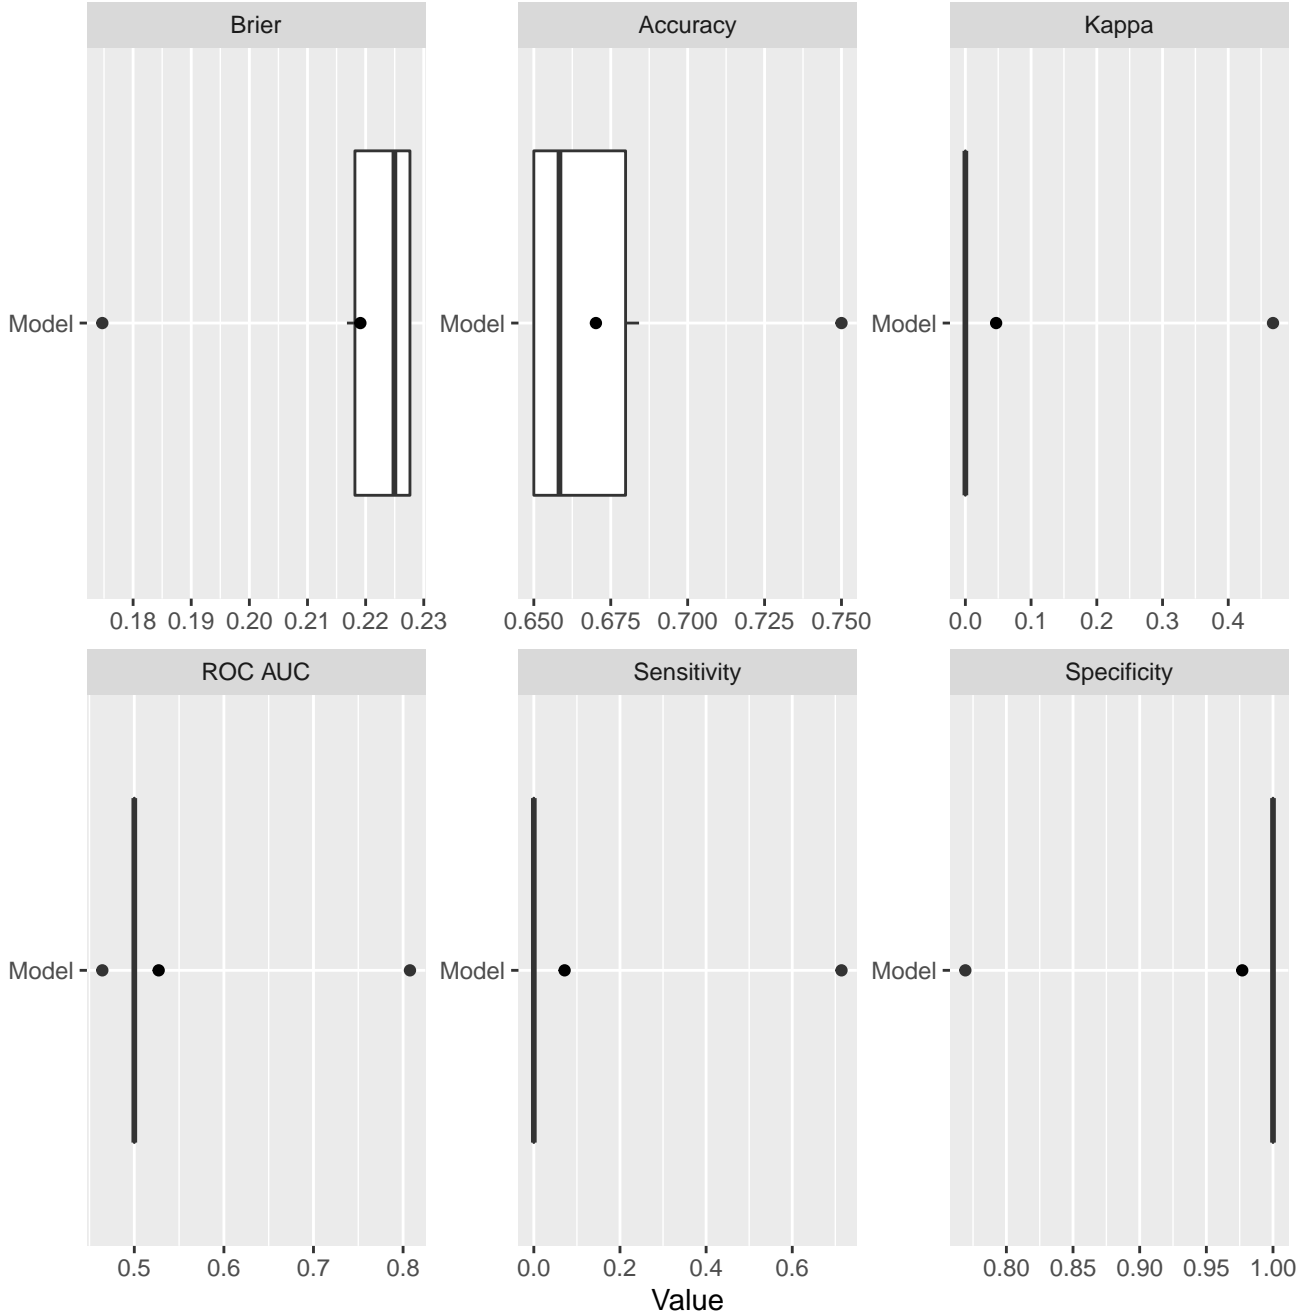 Brier Accuracy Kappa
Model Model Model
0.18 0.19 0.20 0.21 0.22 0.23 0.650 0.675 0.700 0.725 0.750 0.0 0.1 0.2 0.3 0.4
ROC AUC Sensitivity Specificity
Model Model Model
0.5 0.6 0.7 0.8 0.0 0.2 0.4 0.6 0.80 0.85 0.90 0.95 1.00
Value